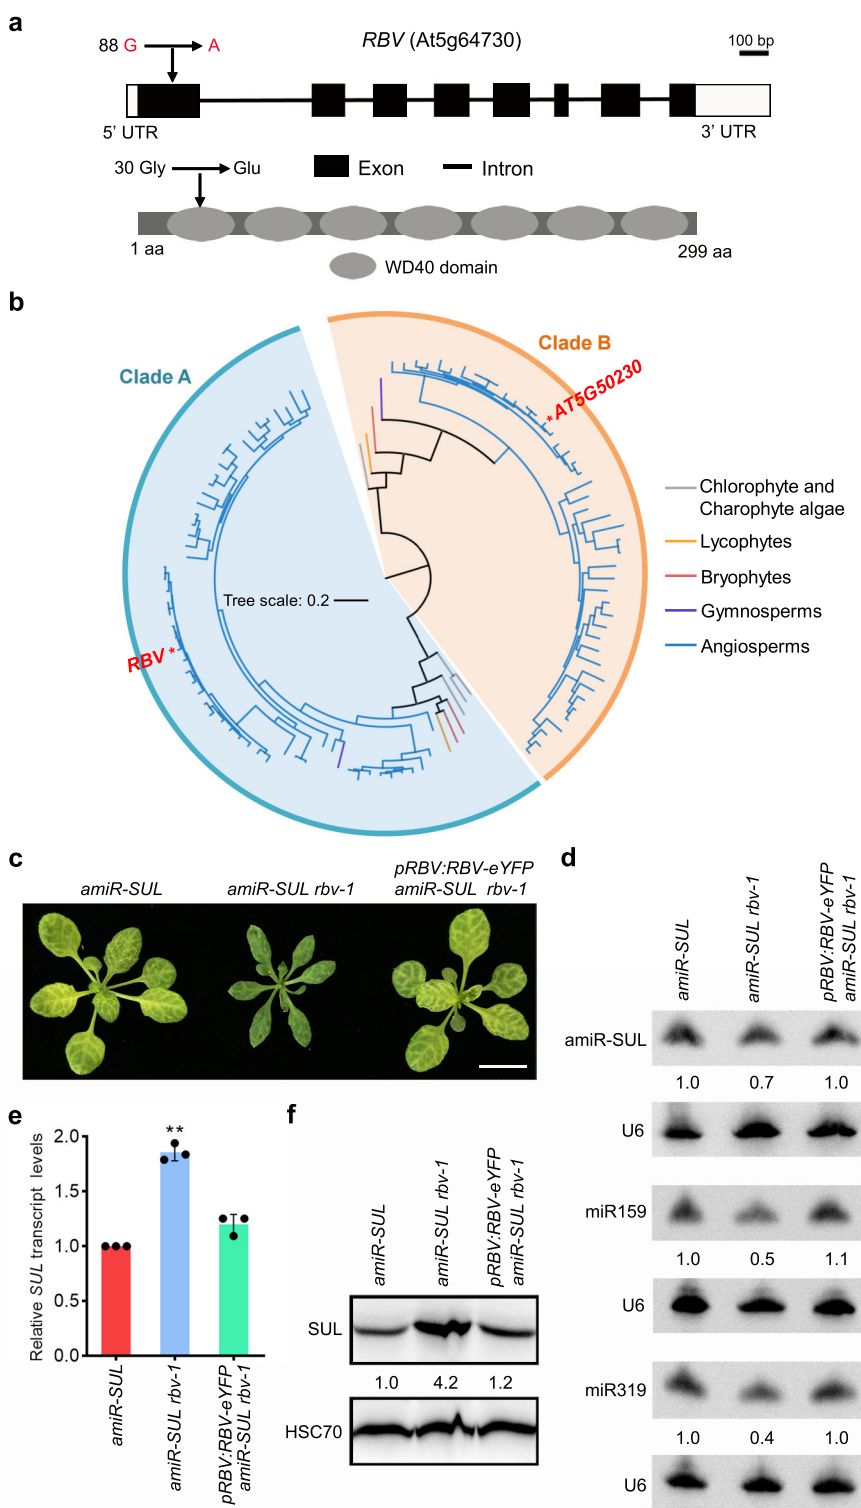 a
88 G A
RBV (At5g64730)
100 bp
5’ UTR
3’ UTR
30 Gly Glu
Exon
Intron
1 aa
299 aa
WD40 domain
b
Clade A
Clade B
*AT5G50230
RBV *
Tree scale: 0.2
Chlorophyte and
Charophyte algae
Lycophytes
Bryophytes
Gymnosperms
Angiosperms
c
amiR-SUL
amiR-SUL rbv-1
pRBV:RBV-eYFP
amiR-SUL rbv-1
d
amiR-SUL
amiR-SUL rbv-1
pRBV:RBV-eYFP
amiR-SUL rbv-1
amiR-SUL
1.0 0.7 1.0
U6
miR159
1.0 0.5 1.1
U6
miR319
1.0 0.4 1.0
U6
e
Relative SUL transcript levels
2.0
1.5
1.0
0.5
0.0
**
amiR-SUL
amiR-SUL rbv-1
pRBV:RBV-eYFP
amiR-SUL rbv-1
f
amiR-SUL
amiR-SUL rbv-1
pRBV:RBV-eYFP
amiR-SUL rbv-1
SUL
1.0 4.2 1.2
HSC70